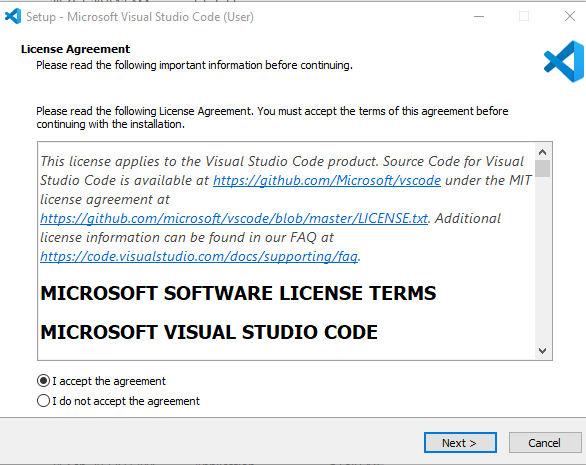 Setup - Microsoft Visual Studio Code (User)
License Agreement
Please read the following important information before continuing.
Please read the following License Agreement. You must accept the terms of this agreement before
continuing with the installation.
This license applies to the Visual Studio Code product. Source Code for Visual
Studio Code is available at https://github.com/Microsoft/vscode under the MIT
license agreement at
https://github.com/microsoft/vscode/blob/master/LICENSE.txt. Additional
license information can be found in our FAQ at
https://code.visualstudio.com/docs/supporting/faq.
MICROSOFT SOFTWARE LICENSE TERMS
MICROSOFT VISUAL STUDIO CODE
I accept the agreement
I do not accept the agreement
Next >
Cancel